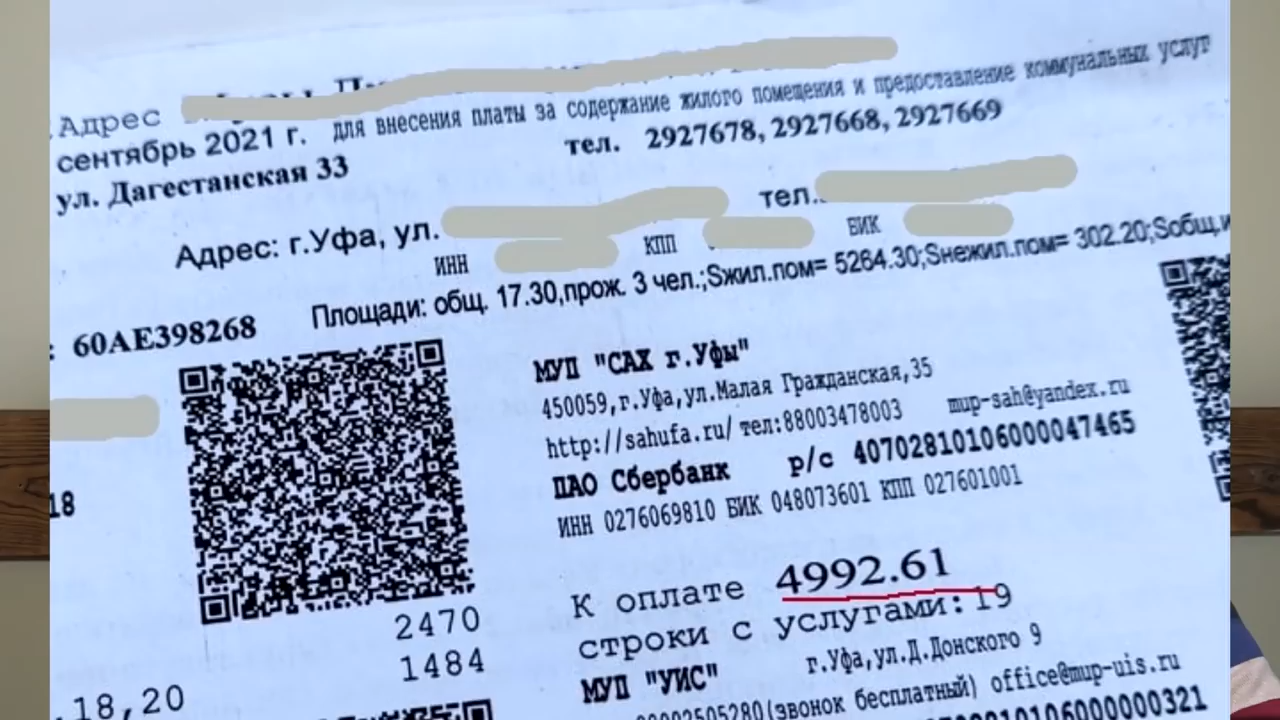 Адрес
сентябрь 2021 г. для внесения платы за содержание жилого помещения и предоставление коммунальных услуг
ул. Дагестанская 33 тел. 2927678, 2927668, 2927669
Адрес: г.Уфа, ул. тел.
ИНН КПП БИК
Площади: общ. 17.30,прож. 3 чел.;Sжил.пом= 5264.30;Sнежил.пом= 302.20;Sобщ.и
: 60АЕ398268
МУП "САХ г.Уфы"
450059,г.Уфа,ул.Малая Гражданская,35
http://sahufa.ru/ тел:88003478003 mup-sah@yandex.ru
ПАО Сбербанк р/с 40702810106000047465
18
ИНН 0276069810 БИК 048073601 КПП 027601001
К оплате 4992.61
2470
строки с услугами:19
1484
МУП "УИС" г.Уфа,ул.Д.Донского 9
.18,20
(звонок бесплатный) office@mup-uis.ru